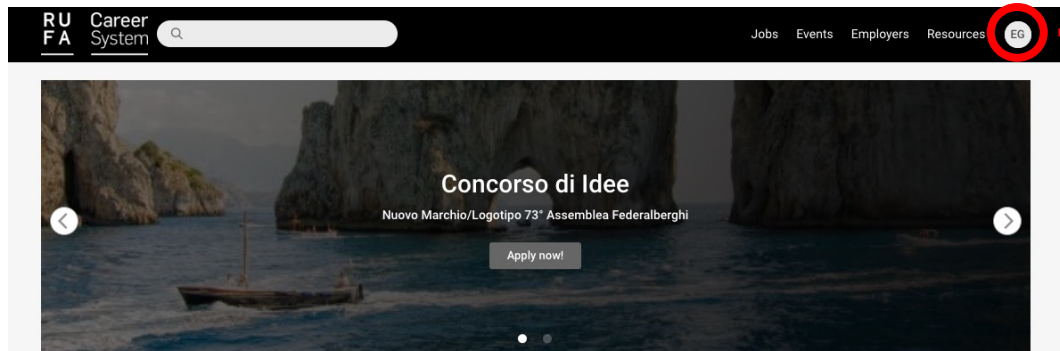 RU Career
FA System
Jobs Events Employers Resources EG
Concorso di Idee
Nuovo Marchio/Logotipo 73° Assemblea Federalberghi
Apply now!